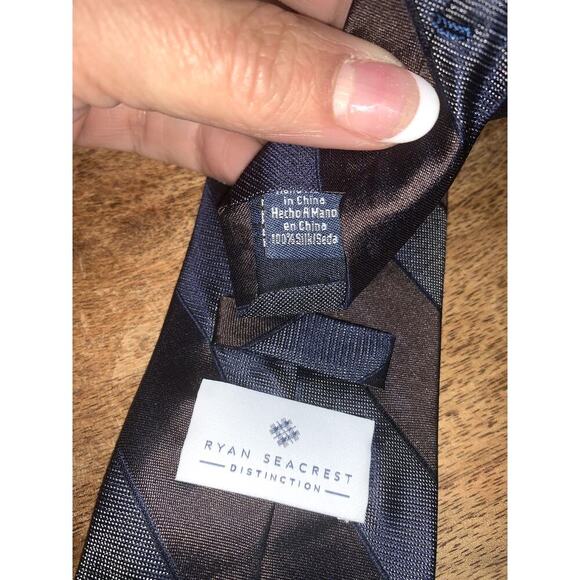 in China
Hecho A Mano
en China
100% Silk/Seda
RYAN SEACREST
DISTINCTION